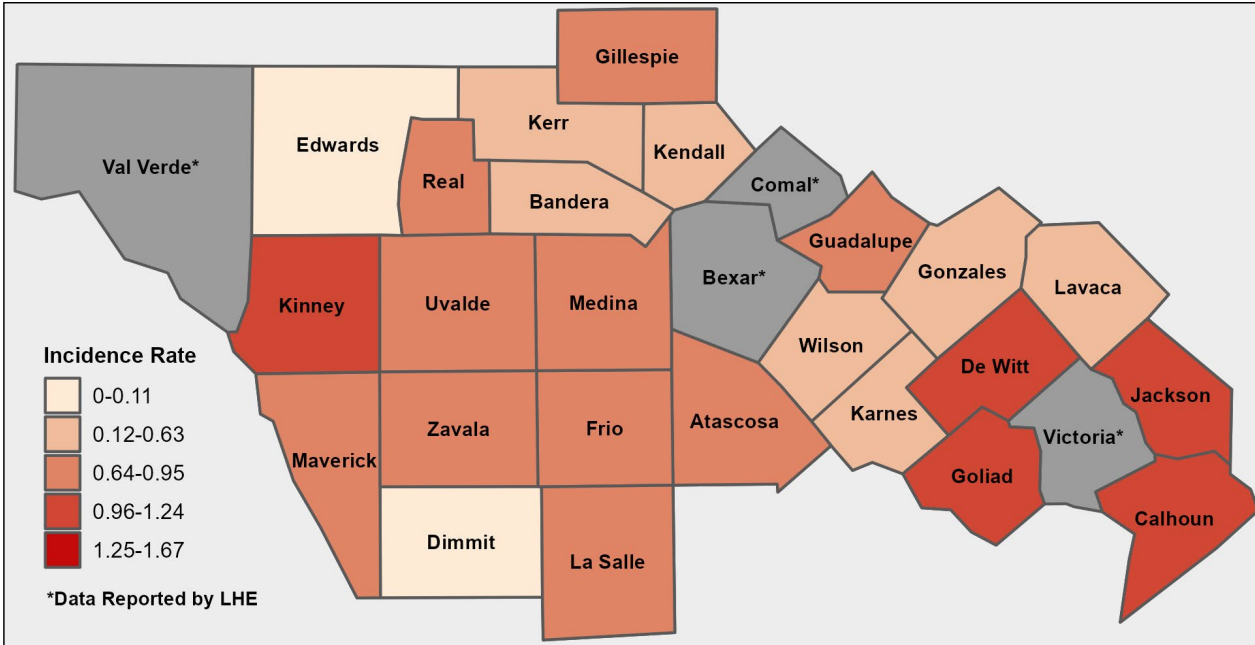 Gillespie
Kerr
Edwards
Kendall
Val Verde*
Real
Comal*
Bandera
Guadalupe
Gonzales
Bexar*
Lavaca
Kinney
Uvalde
Medina
Wilson
De Witt
Jackson
Karnes
Atascosa
Zavala
Frio
Victoria*
Maverick
Goliad
Calhoun
Dimmit
La Salle
Incidence Rate
0-0.11
0.12-0.63
0.64-0.95
0.96-1.24
1.25-1.67
*Data Reported by LHE